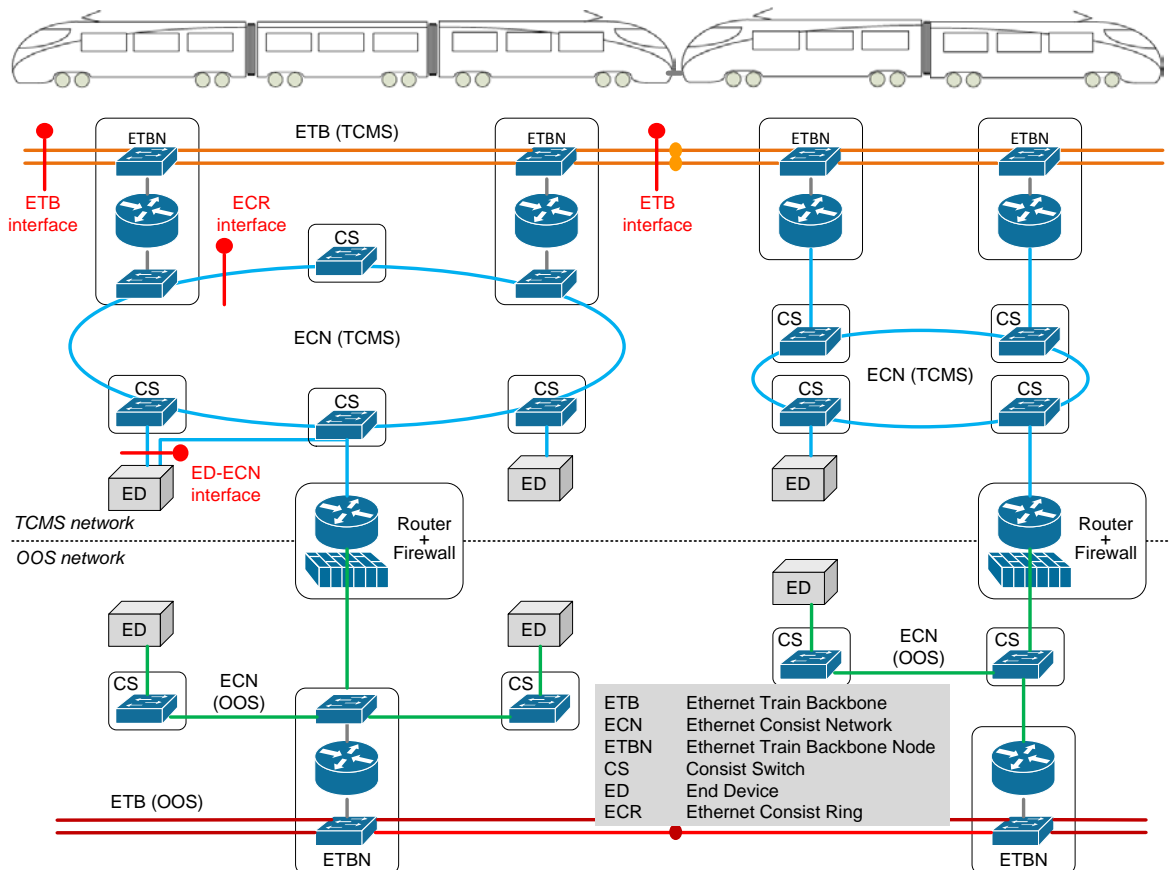 ETBN
ETB (TCMS)
ETBN
ETBN
ETBN
ETB
interface
ECR
interface
ETB
interface
CS
ECN (TCMS)
CS
CS
ECN (TCMS)
CS
CS
CS
CS
CS
ED-ECN
interface
ED
ED
ED
TCMS network
OOS network
Router
+
Firewall
Router
+
Firewall
ED
ED
ED
CS
ECN
(OOS)
CS
CS
ECN
(OOS)
CS
ETB Ethernet Train Backbone
ECN Ethernet Consist Network
ETBN Ethernet Train Backbone Node
CS Consist Switch
ED End Device
ECR Ethernet Consist Ring
ETB (OOS)
ETBN
ETBN